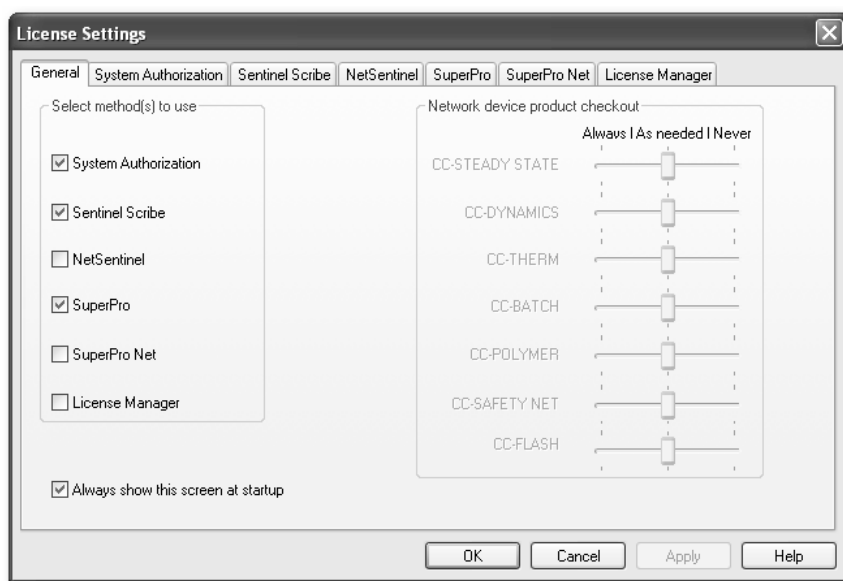 License Settings
General System Authorization Sentinel Scribe NetSentinel SuperPro SuperPro Net License Manager
Select method(s) to use
System Authorization
Sentinel Scribe
NetSentinel
SuperPro
SuperPro Net
License Manager
Always show this screen at startup
Network device product checkout
Always | As needed | Never
CC-STEADY STATE
CC-DYNAMICS
CC-THERM
CC-BATCH
CC-POLYMER
CC-SAFETY NET
CC-FLASH
OK Cancel Apply Help